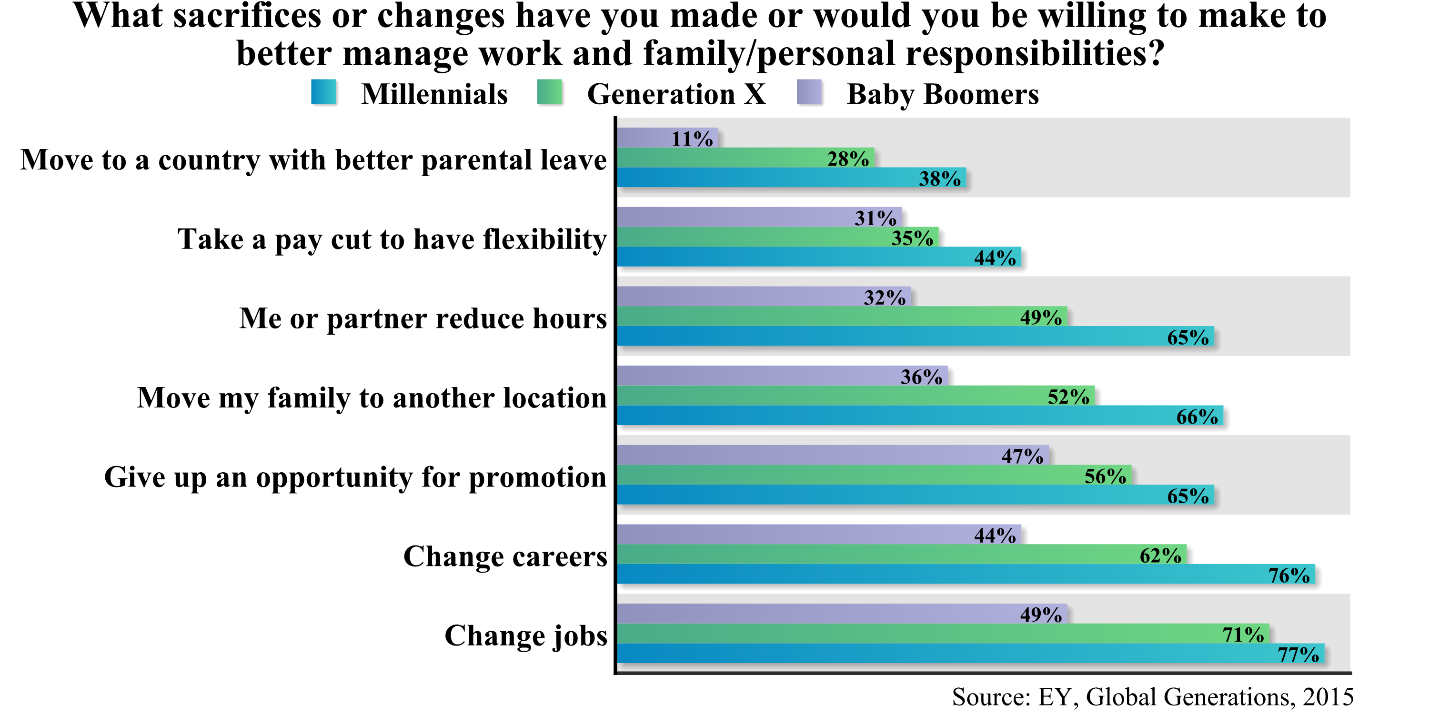 What sacrifices or changes have you made or would you be willing to make to
better manage work and family/personal responsibilities?
Millennials Generation X Baby Boomers
Move to a country with better parental leave
11%
28%
38%
Take a pay cut to have flexibility
31%
35%
44%
Me or partner reduce hours
32%
49%
65%
Move my family to another location
36%
52%
66%
Give up an opportunity for promotion
47%
56%
65%
Change careers
44%
62%
76%
Change jobs
49%
71%
77%
Source: EY, Global Generations, 2015